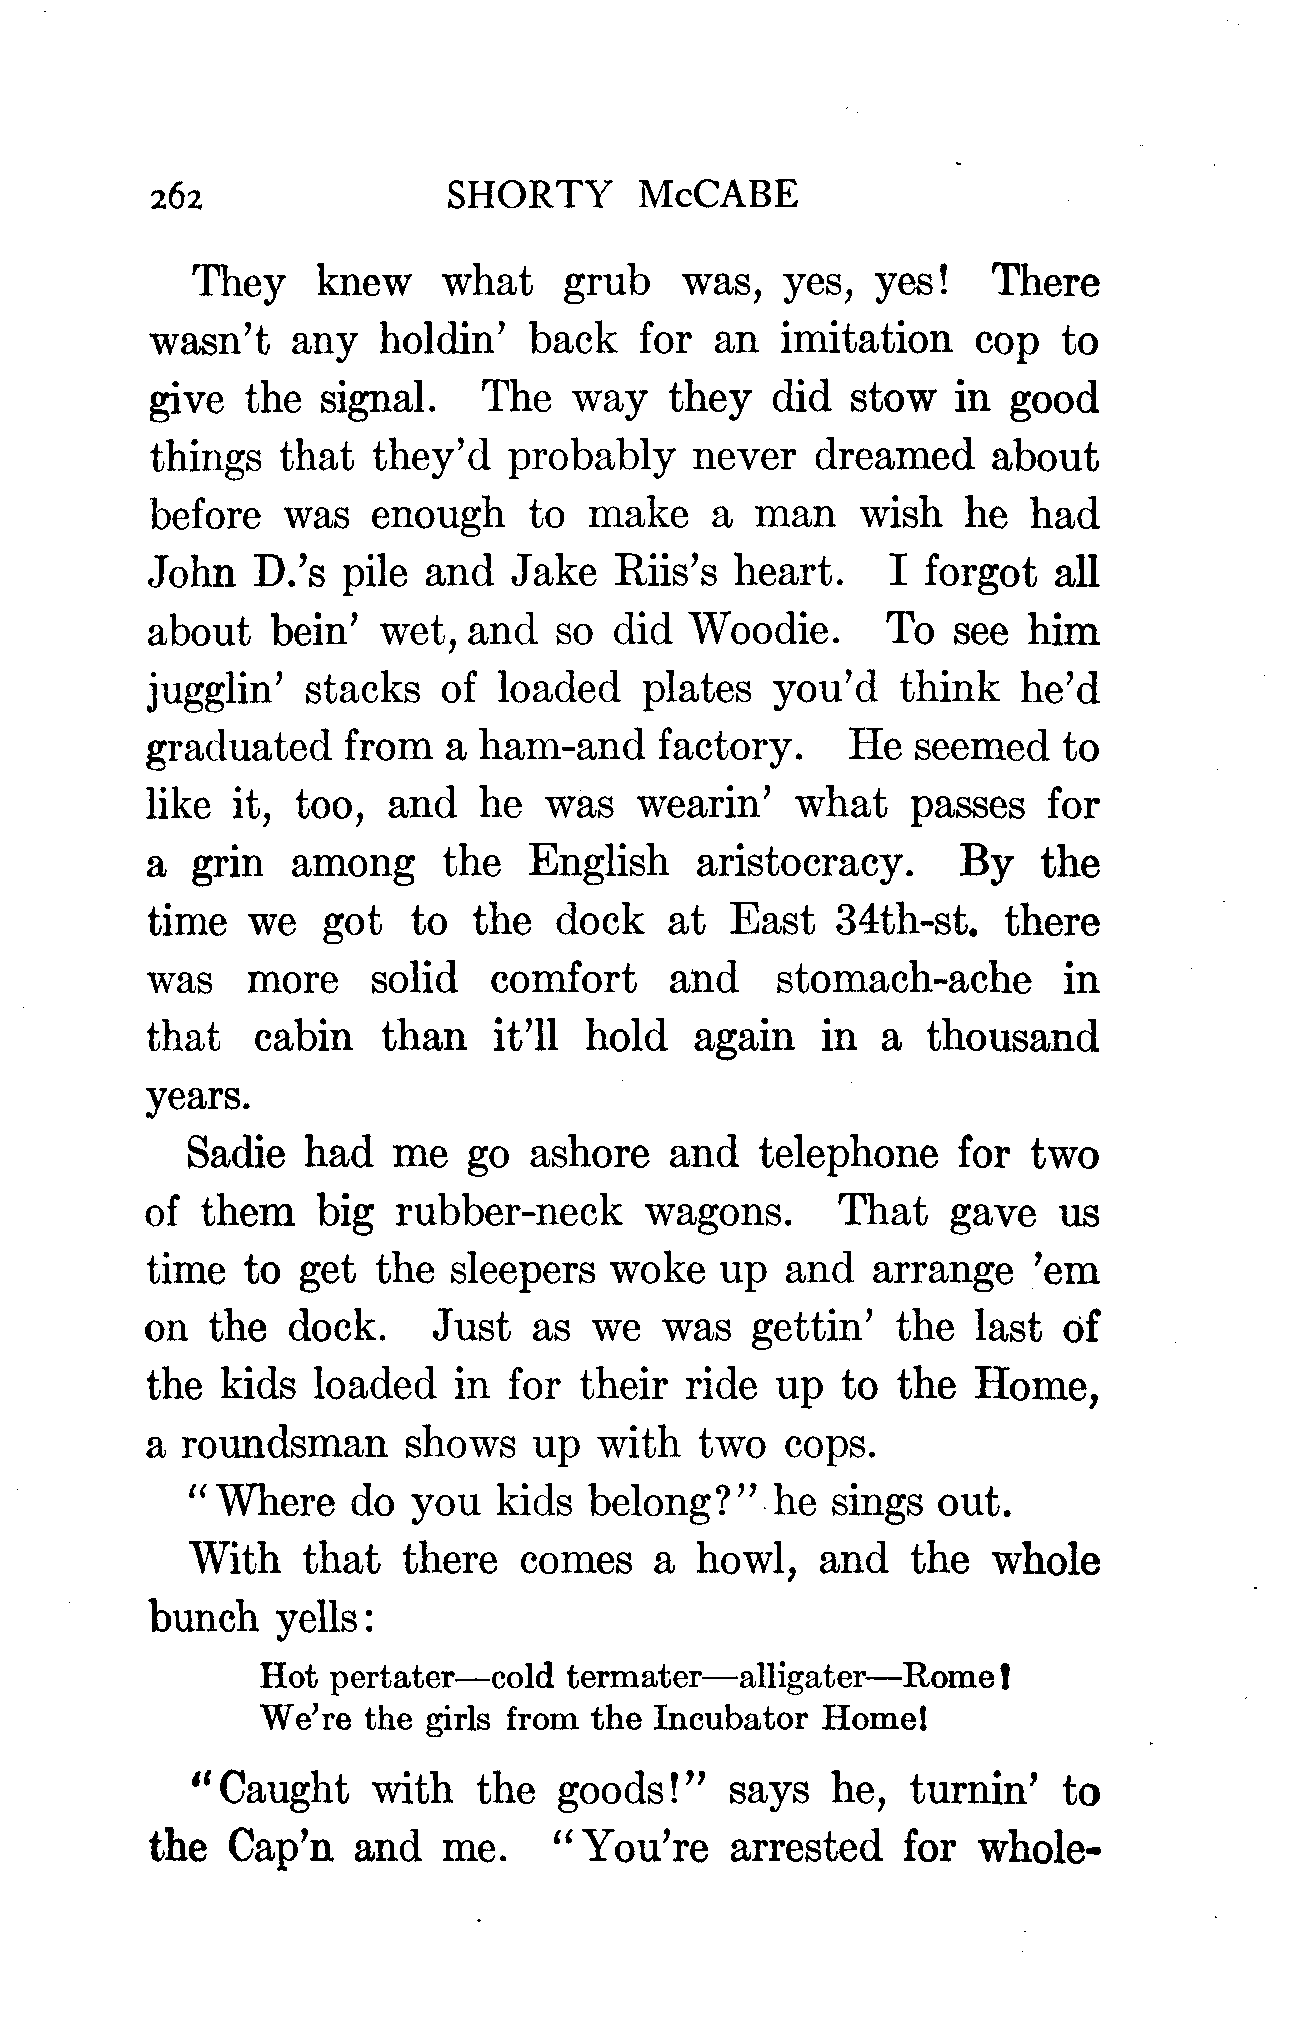 262 SHORTY McCABE
They knew what grub was, yes, yes! There
wasn't any holdin' back for an imitation cop to
give the signal. The way they did stow in good
things that they'd probably never dreamed about
before was enough to make a man wish he had
John D.'s pile and Jake Riis's heart. I forgot all
about bein' wet, and so did Woodie. To see him
jugglin' stacks of loaded plates you'd think he'd
graduated from a ham-and factory. He seemed to
like it, too, and he was wearin' what passes for
a grin among the English aristocracy. By the
time we got to the dock at East 34th-st. there
was more solid comfort and stomach-ache in
that cabin than it'll hold again in a thousand
years.
Sadie had me go ashore and telephone for two
of them big rubber-neck wagons. That gave us
time to get the sleepers woke up and arrange 'em
on the dock. Just as we was gettin' the last of
the kids loaded in for their ride up to the Home,
a roundsman shows up with two cops.
"Where do you kids belong?" he sings out.
With that there comes a howl, and the whole
bunch yells:
Hot pertater—cold termater—alligater—Rome!
We're the girls from the Incubator Home!
"Caught with the goods!" says he, turnin' to
the Cap'n and me. "You're arrested for whole-